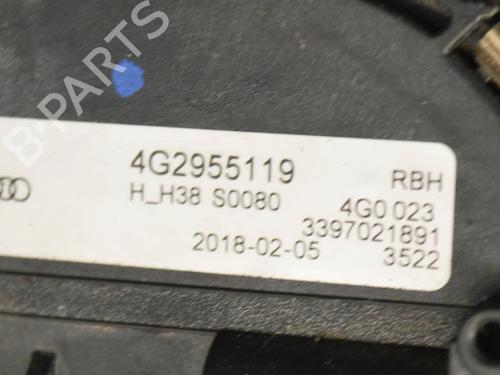 B-PARTS
4G2955119 RBH
H_H38 S0080 4G0 023
3397021891
2018-02-05 3522